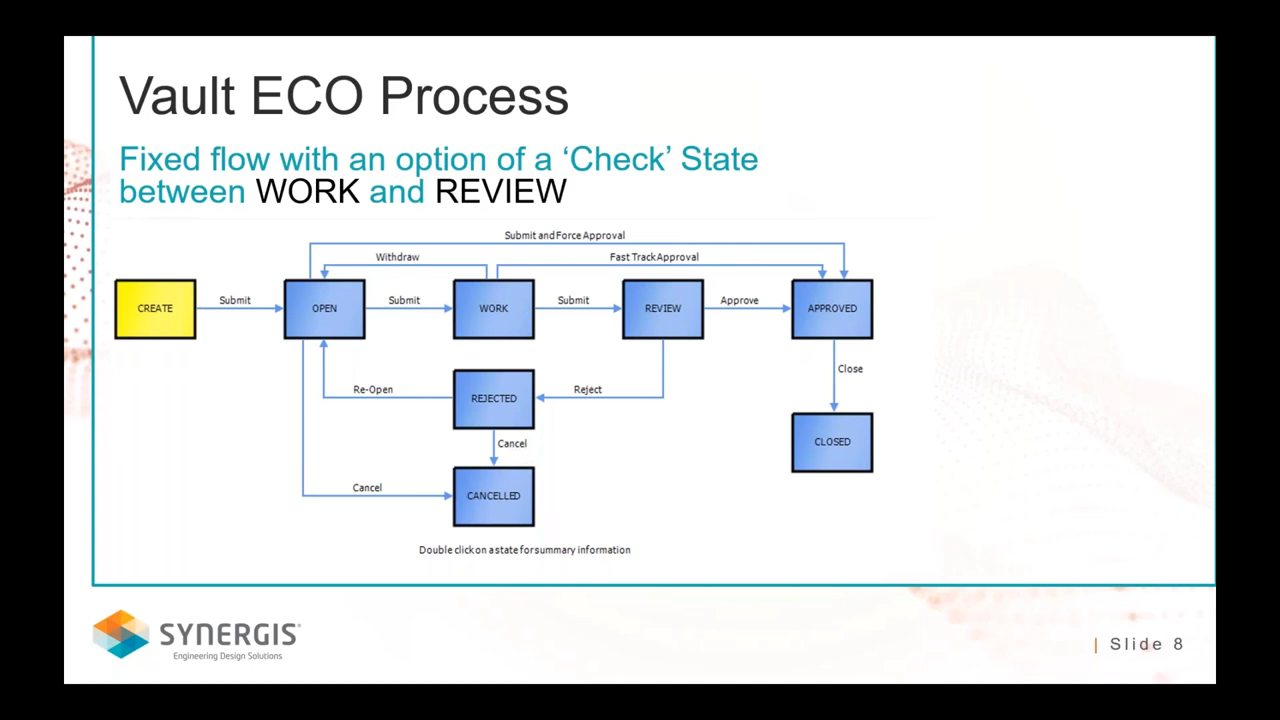 Vault ECO Process
Fixed flow with an option of a ‘Check’ State
between WORK and REVIEW
Submit and Force Approval
Withdraw
Fast Track Approval
CREATE
Submit
OPEN
Submit
WORK
Submit
REVIEW
Approve
APPROVED
Close
Re-Open
REJECTED
Reject
Cancel
CLOSED
Cancel
CANCELLED
Double click on a state for summary information
SYNERGIS®
Engineering Design Solutions
| Slide 8